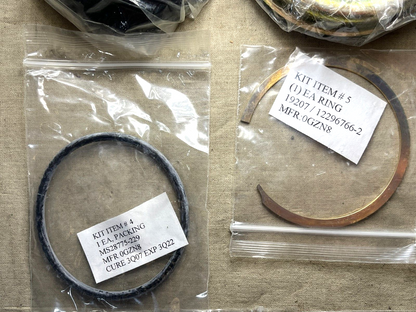 KIT ITEM # 5
(1) EA RING
19207 / 12296766-2
MFR 0GZN8
KIT ITEM # 4
1 EA, PACKING
MS28775-229
MFR 0GZN8
CURE 3Q07 EXP 3Q22